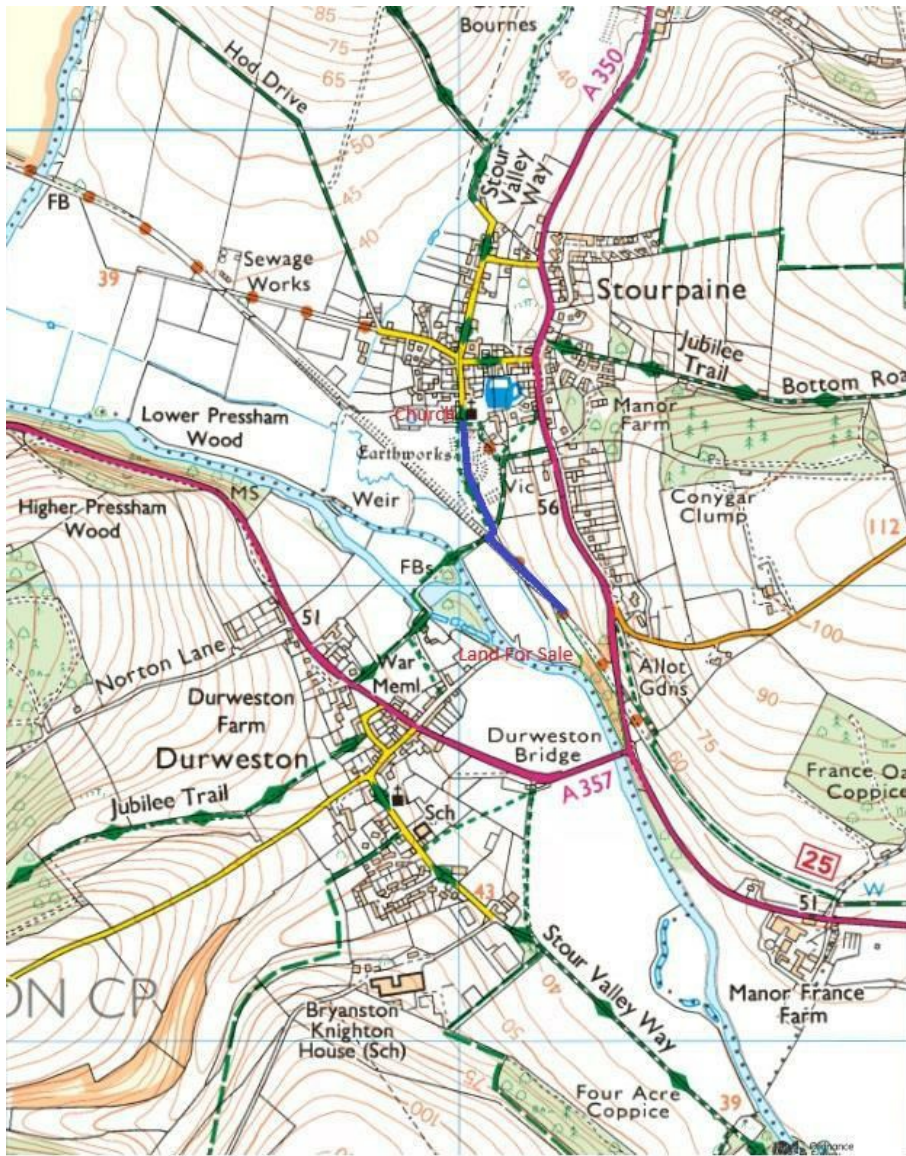 85
75
65
Bournes
40
A 350
Hod Drive
50
45
40
Stour
Valley
Way
FB
39
Sewage
Works
Stourpaine
Jubilee
Trail
Bottom Roa
Lower Pressham
Wood
Church
Manor
Farm
Earthworks
MS
Weir
Vic
56
Conygar
Clump
112
Higher Pressham
Wood
FBs
51
100
Norton Lane
War
Meml
Land For Sale
Allot
Gdns
90
Durweston
Farm
75
60
Durweston
Durweston
Bridge
A 357
France Oa
Coppice
Jubilee Trail
Sch
25
43
W
51
Stour Valley Way
40
50
ON CP
Manor France
Farm
Bryanston
Knighton
House (Sch)
75
100
Four Acre
Coppice
39